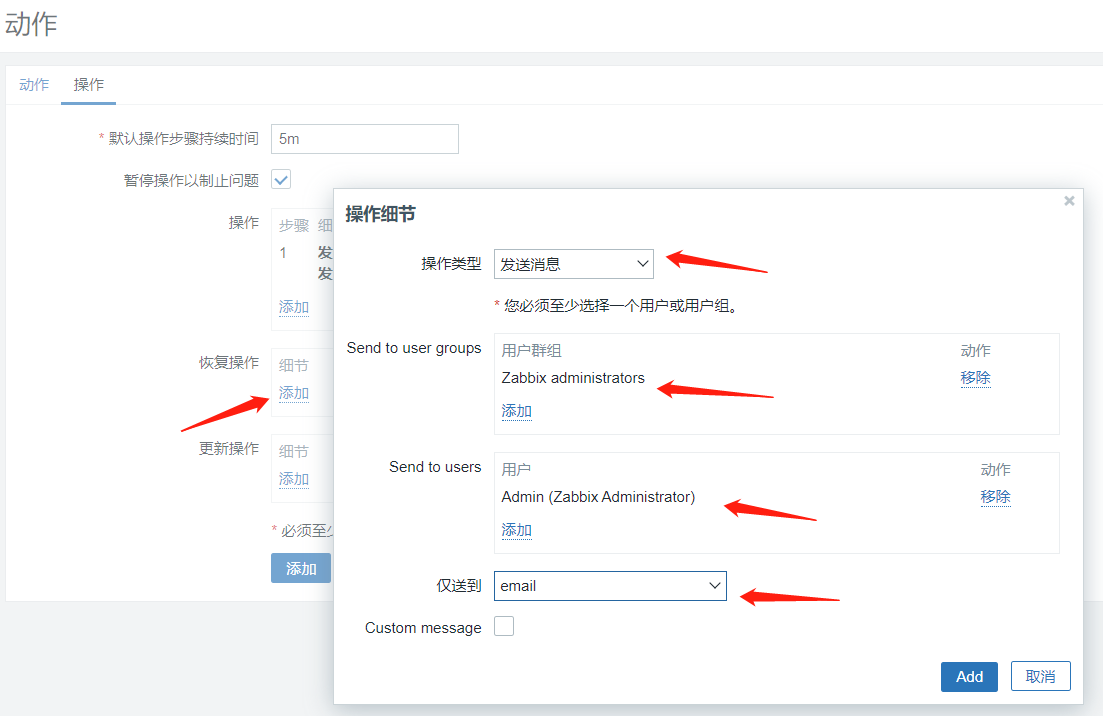 动作
动作 操作
* 默认操作步骤持续时间 5m
暂停操作以制止问题
操作 步骤 细
1 发
发
添加
恢复操作 细节
添加
更新操作 细节
添加
* 必须至少
添加
操作细节
操作类型 发送消息
* 您必须至少选择一个用户或用户组。
Send to user groups 用户群组 动作
Zabbix administrators 移除
添加
Send to users 用户 动作
Admin (Zabbix Administrator) 移除
添加
仅送到 email
Custom message
Add 取消